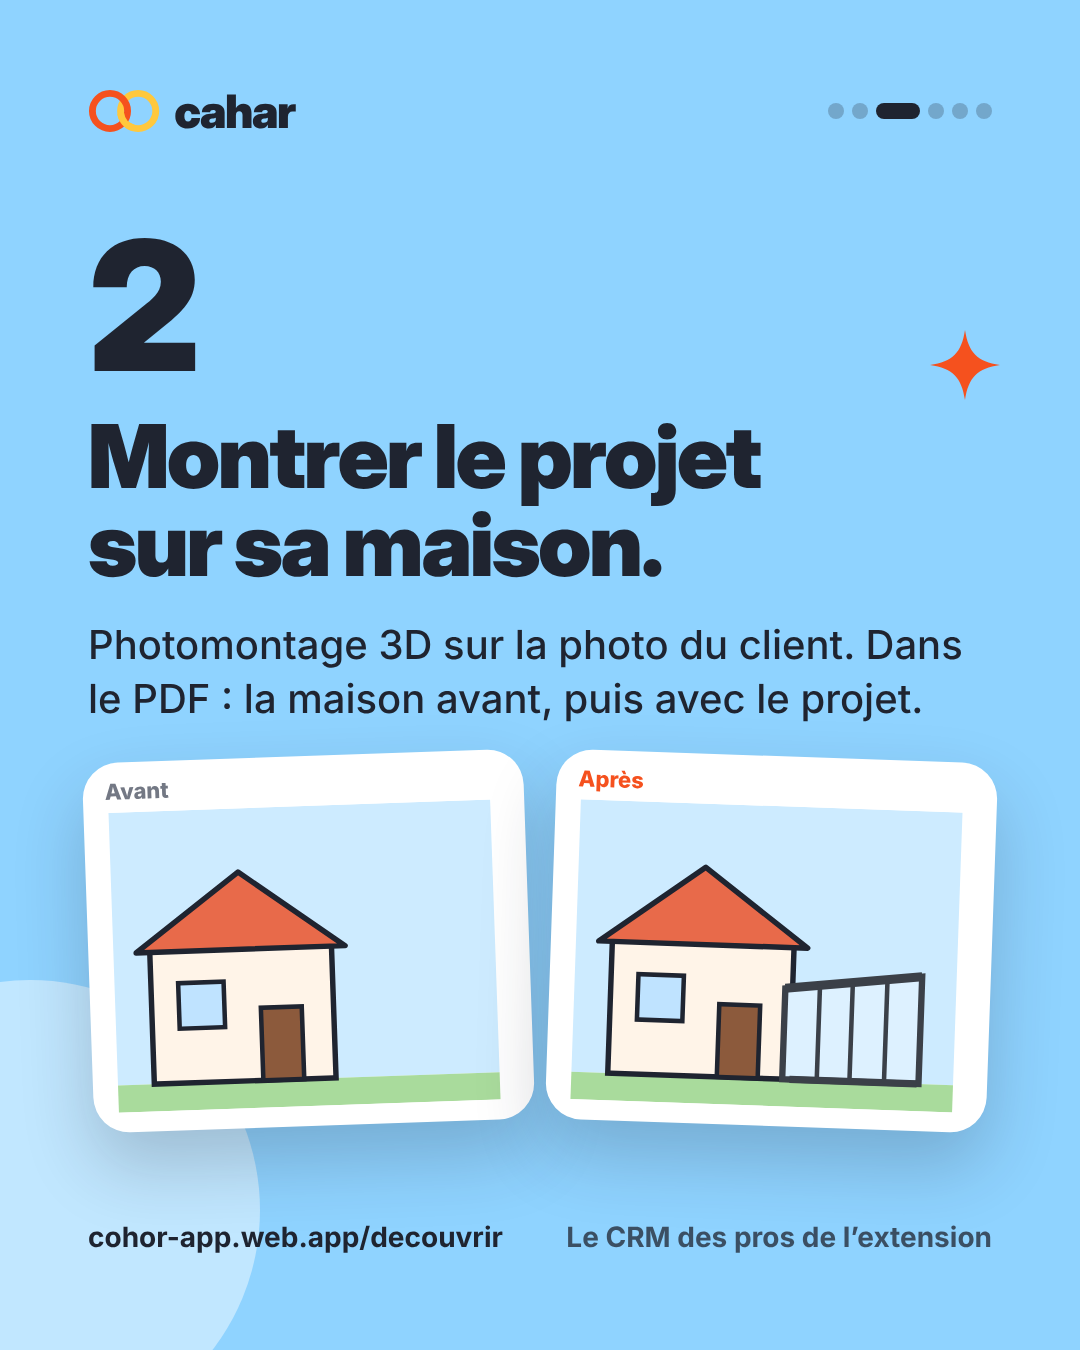 cahar
2
Montrer le projet
sur sa maison.
Photomontage 3D sur la photo du client. Dans
le PDF : la maison avant, puis avec le projet.
Avant
Après
cohor-app.web.app/decouvrir
Le CRM des pros de l’extension